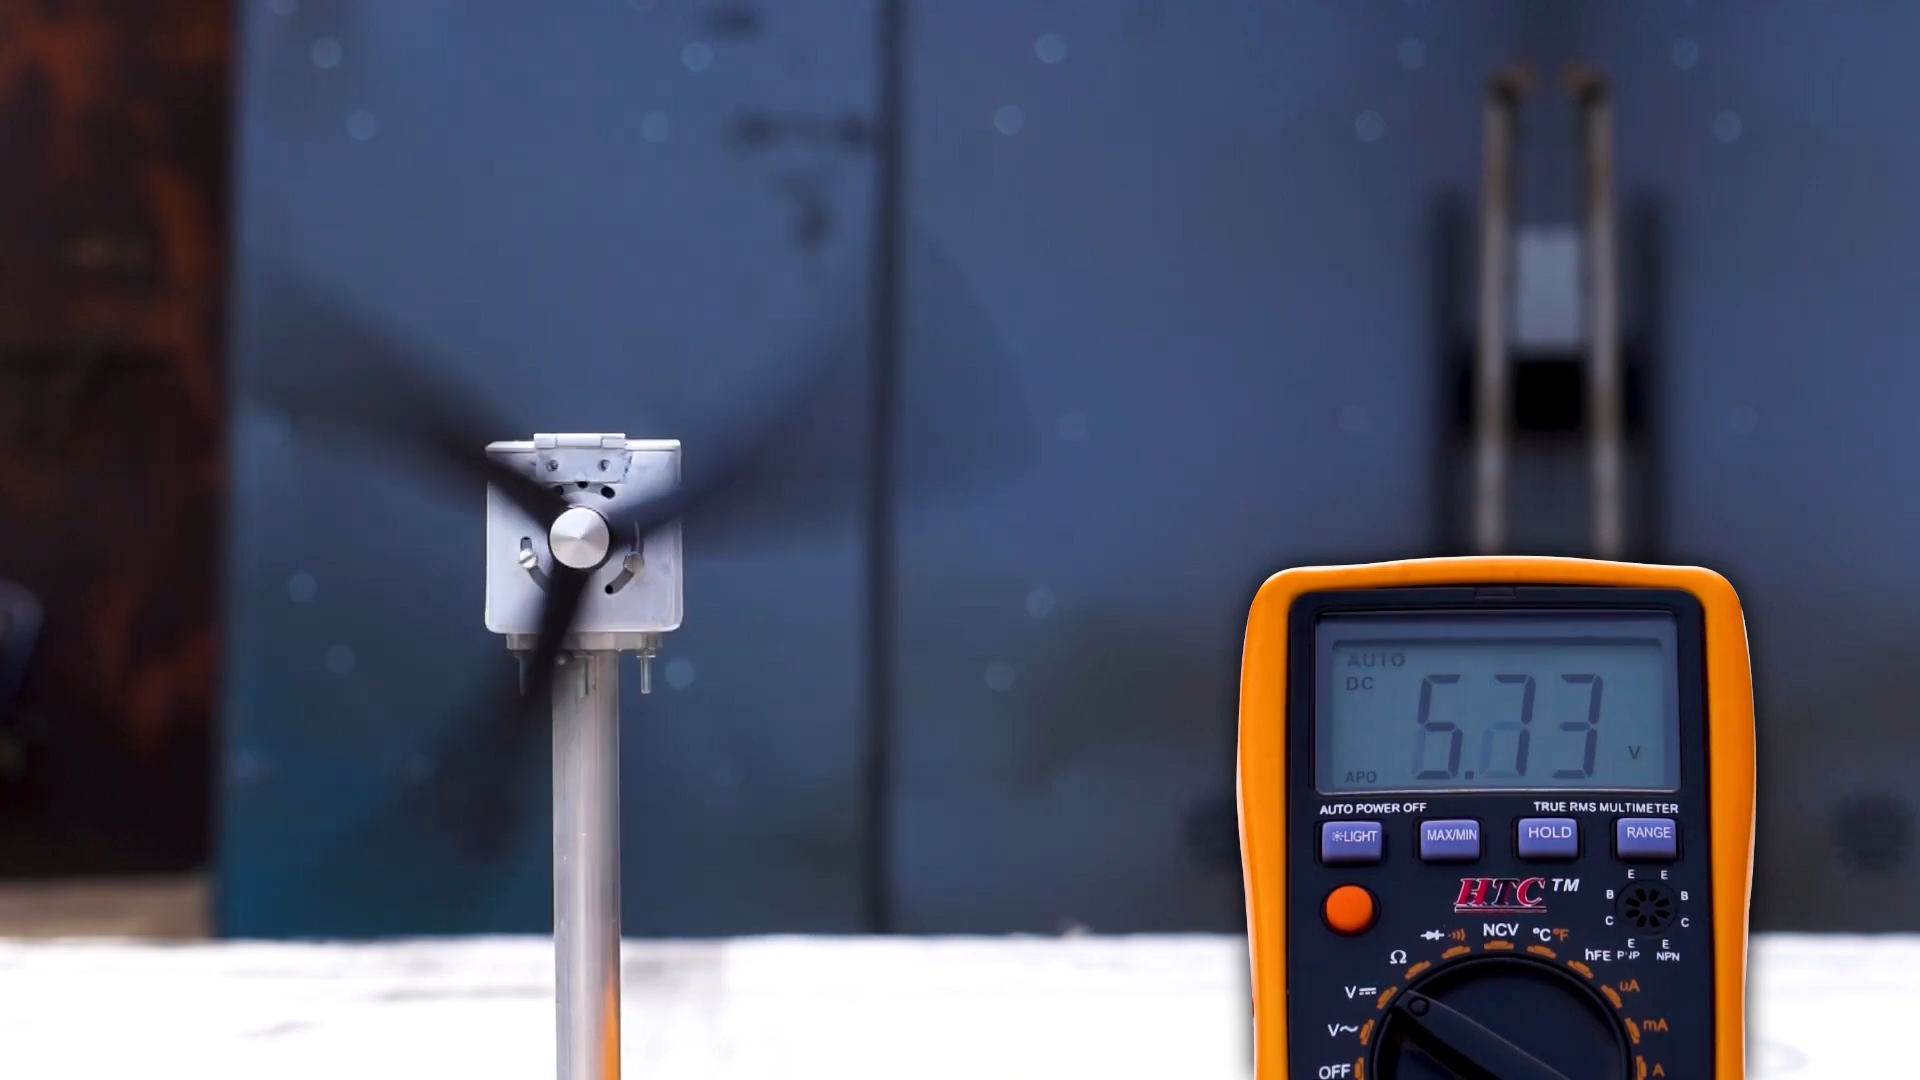 AUTO
DC
5.73
V
APO
AUTO POWER OFF
TRUE RMS MULTIMETER
LIGHT
MAX/MIN
HOLD
RANGE
HTC TM
E E
B B
C C
E E
NCV °C°F
hFE PNP NPN
Ω
V
uA
V~
mA
OFF
A